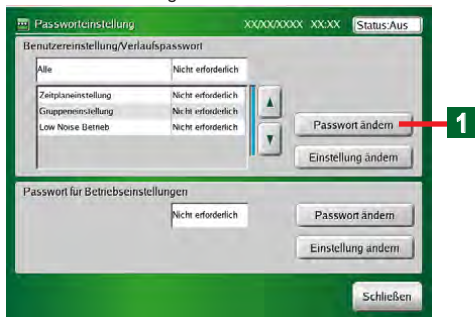 Passworteinstellung XX/XX/XXXX XX:XX Status:Aus
Benutzereinstellung/Verlaufspasswort
Alle Nicht erforderlich
Zeitplaneinstellung Nicht erforderlich
Gruppeneinstellung Nicht erforderlich
Low Noise Betrieb Nicht erforderlich
Passwort ändern 1
Einstellung ändern
Passwort für Betriebseinstellungen
Nicht erforderlich Passwort ändern
Einstellung ändern
Schließen